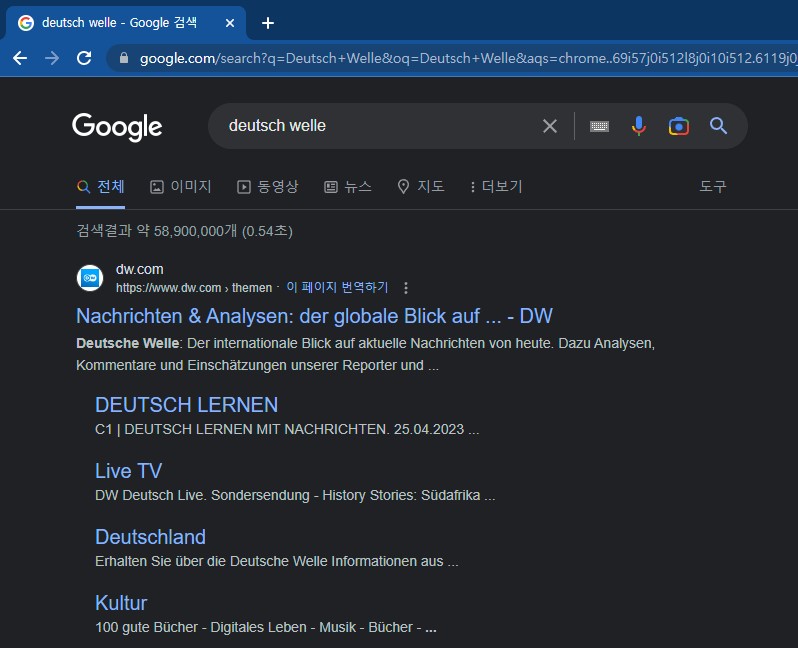 deutsch welle - Google 검색
google.com/search?q=Deutsch+Welle&oq=Deutsch+Welle&aqs=chrome..69i57j0i512l8j0i10i512.6119j0
Google
deutsch welle
전체 이미지 동영상 뉴스 지도 더보기 도구
검색결과 약 58,900,000개 (0.54초)
dw.com
https://www.dw.com › themen · 이 페이지 번역하기
Nachrichten & Analysen: der globale Blick auf ... - DW
Deutsche Welle: Der internationale Blick auf aktuelle Nachrichten von heute. Dazu Analysen,
Kommentare und Einschätzungen unserer Reporter und ...
DEUTSCH LERNEN
C1 | DEUTSCH LERNEN MIT NACHRICHTEN. 25.04.2023 ...
Live TV
DW Deutsch Live. Sondersendung - History Stories: Südafrika ...
Deutschland
Erhalten Sie über die Deutsche Welle Informationen aus ...
Kultur
100 gute Bücher - Digitales Leben - Musik - Bücher - ...